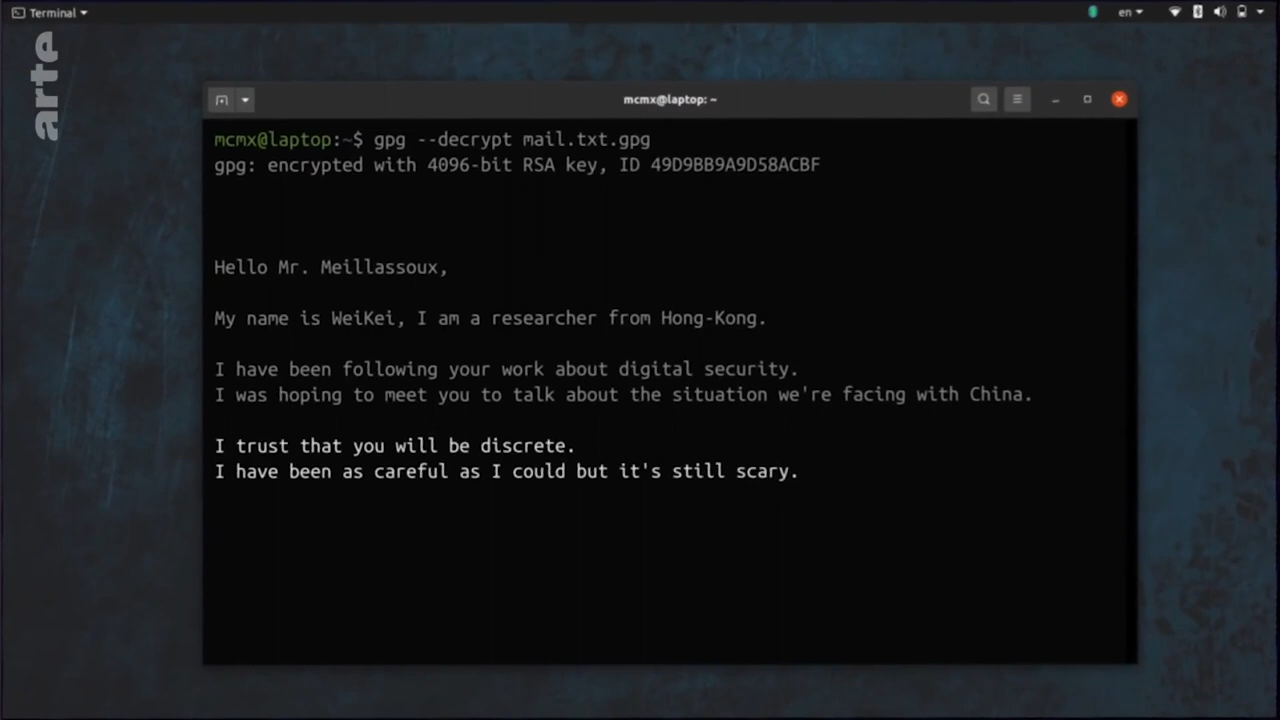 Terminal
en
arte
mcmx@laptop: ~
mcmx@laptop:~$ gpg --decrypt mail.txt.gpg
gpg: encrypted with 4096-bit RSA key, ID 49D9BB9A9D58ACBF
Hello Mr. Meillassoux,
My name is WeiKei, I am a researcher from Hong-Kong.
I have been following your work about digital security.
I was hoping to meet you to talk about the situation we're facing with China.
I trust that you will be discrete.
I have been as careful as I could but it's still scary.